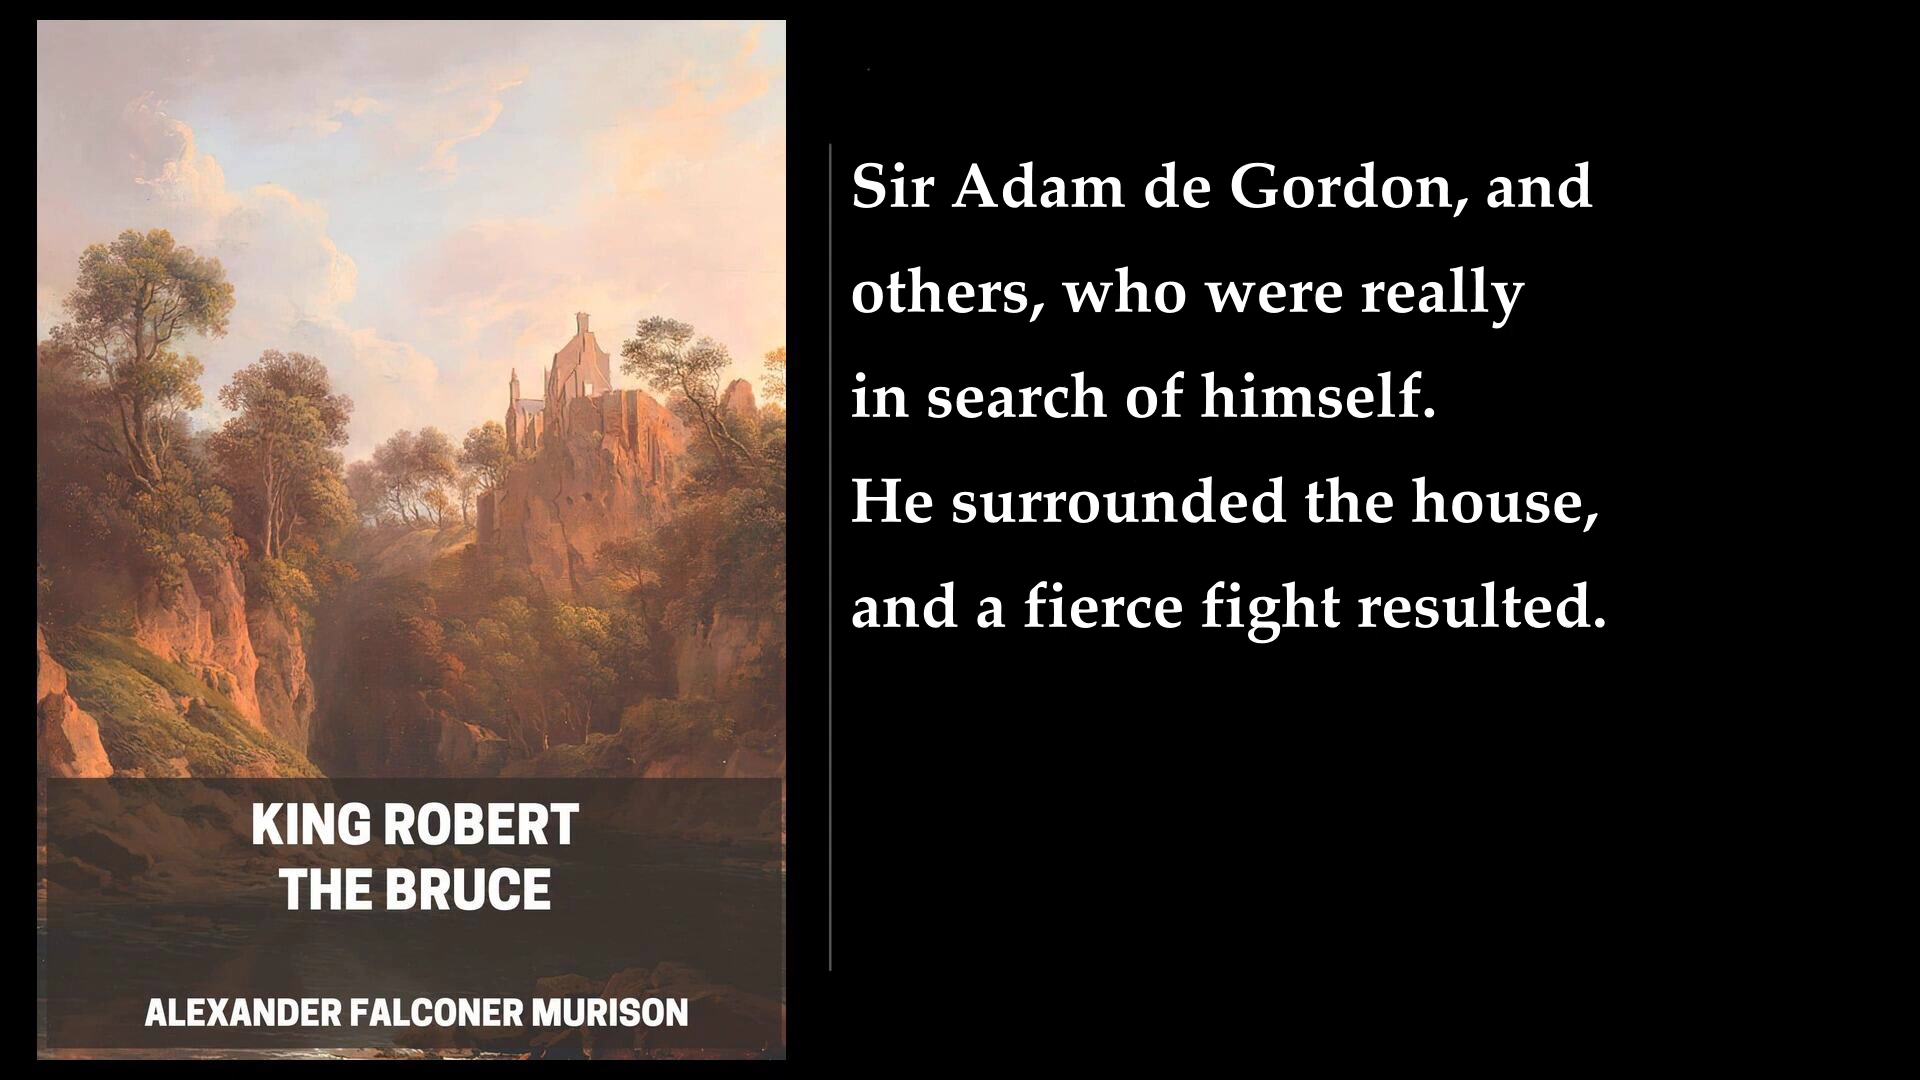 KING ROBERT
THE BRUCE
ALEXANDER FALCONER MURISON
Sir Adam de Gordon, and
others, who were really
in search of himself.
He surrounded the house,
and a fierce fight resulted.